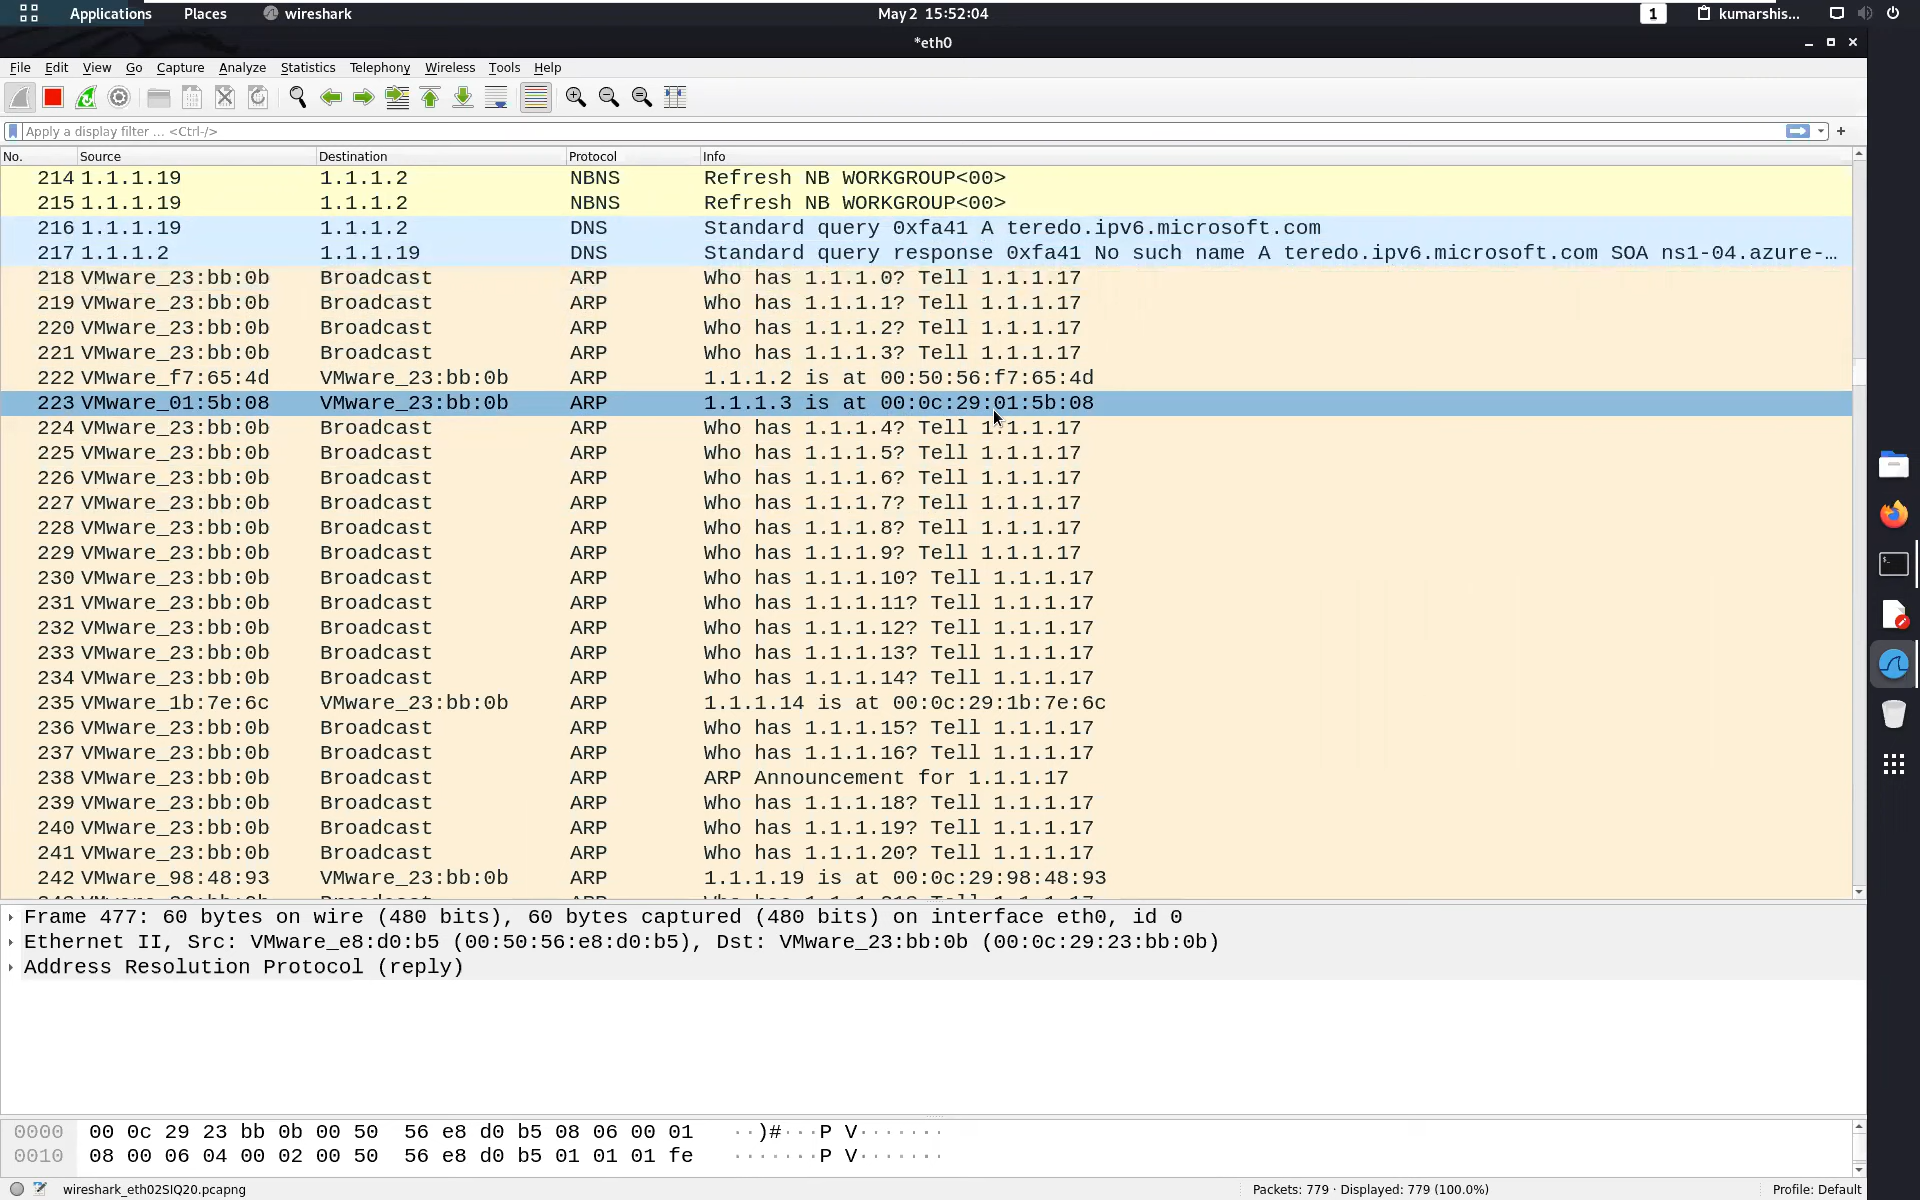 Applications Places wireshark May 2 15:52:04 1 kumarshis...
*eth0
File Edit View Go Capture Analyze Statistics Telephony Wireless Tools Help
Apply a display filter ... <Ctrl-/>
No. Source Destination Protocol Info
214 1.1.1.19 1.1.1.2 NBNS Refresh NB WORKGROUP<00>
215 1.1.1.19 1.1.1.2 NBNS Refresh NB WORKGROUP<00>
216 1.1.1.19 1.1.1.2 DNS Standard query 0xfa41 A teredo.ipv6.microsoft.com
217 1.1.1.2 1.1.1.19 DNS Standard query response 0xfa41 No such name A teredo.ipv6.microsoft.com SOA ns1-04.azure-…
218 VMware_23:bb:0b Broadcast ARP Who has 1.1.1.0? Tell 1.1.1.17
219 VMware_23:bb:0b Broadcast ARP Who has 1.1.1.1? Tell 1.1.1.17
220 VMware_23:bb:0b Broadcast ARP Who has 1.1.1.2? Tell 1.1.1.17
221 VMware_23:bb:0b Broadcast ARP Who has 1.1.1.3? Tell 1.1.1.17
222 VMware_f7:65:4d VMware_23:bb:0b ARP 1.1.1.2 is at 00:50:56:f7:65:4d
223 VMware_01:5b:08 VMware_23:bb:0b ARP 1.1.1.3 is at 00:0c:29:01:5b:08
224 VMware_23:bb:0b Broadcast ARP Who has 1.1.1.4? Tell 1.1.1.17
225 VMware_23:bb:0b Broadcast ARP Who has 1.1.1.5? Tell 1.1.1.17
226 VMware_23:bb:0b Broadcast ARP Who has 1.1.1.6? Tell 1.1.1.17
227 VMware_23:bb:0b Broadcast ARP Who has 1.1.1.7? Tell 1.1.1.17
228 VMware_23:bb:0b Broadcast ARP Who has 1.1.1.8? Tell 1.1.1.17
229 VMware_23:bb:0b Broadcast ARP Who has 1.1.1.9? Tell 1.1.1.17
230 VMware_23:bb:0b Broadcast ARP Who has 1.1.1.10? Tell 1.1.1.17
231 VMware_23:bb:0b Broadcast ARP Who has 1.1.1.11? Tell 1.1.1.17
232 VMware_23:bb:0b Broadcast ARP Who has 1.1.1.12? Tell 1.1.1.17
233 VMware_23:bb:0b Broadcast ARP Who has 1.1.1.13? Tell 1.1.1.17
234 VMware_23:bb:0b Broadcast ARP Who has 1.1.1.14? Tell 1.1.1.17
235 VMware_1b:7e:6c VMware_23:bb:0b ARP 1.1.1.14 is at 00:0c:29:1b:7e:6c
236 VMware_23:bb:0b Broadcast ARP Who has 1.1.1.15? Tell 1.1.1.17
237 VMware_23:bb:0b Broadcast ARP Who has 1.1.1.16? Tell 1.1.1.17
238 VMware_23:bb:0b Broadcast ARP ARP Announcement for 1.1.1.17
239 VMware_23:bb:0b Broadcast ARP Who has 1.1.1.18? Tell 1.1.1.17
240 VMware_23:bb:0b Broadcast ARP Who has 1.1.1.19? Tell 1.1.1.17
241 VMware_23:bb:0b Broadcast ARP Who has 1.1.1.20? Tell 1.1.1.17
242 VMware_98:48:93 VMware_23:bb:0b ARP 1.1.1.19 is at 00:0c:29:98:48:93
Frame 477: 60 bytes on wire (480 bits), 60 bytes captured (480 bits) on interface eth0, id 0
Ethernet II, Src: VMware_e8:d0:b5 (00:50:56:e8:d0:b5), Dst: VMware_23:bb:0b (00:0c:29:23:bb:0b)
Address Resolution Protocol (reply)
0000 00 0c 29 23 bb 0b 00 50 56 e8 d0 b5 08 06 00 01 ··)#···P V·······
0010 08 00 06 04 00 02 00 50 56 e8 d0 b5 01 01 01 fe ·······P V·······
wireshark_eth02SIQ20.pcapng Packets: 779 · Displayed: 779 (100.0%) Profile: Default